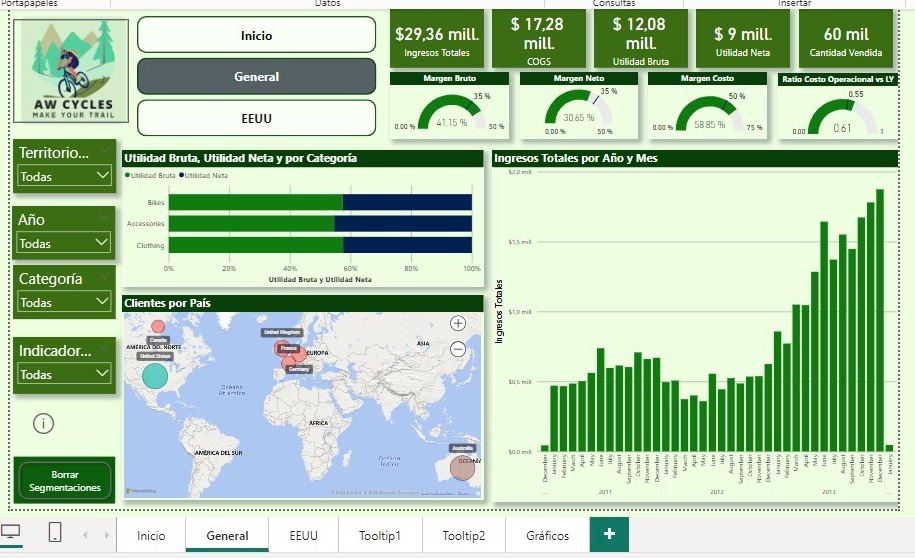 Portapapeles
Datos
Consultas
Insertar
AW CYCLES
MAKE YOUR TRAIL
Inicio
General
EEUU
$29,36 mill.
Ingresos Totales
$ 17,28
mill.
COGS
$ 12,08
mill.
Utilidad Bruta
$ 9 mill.
Utilidad Neta
60 mil
Cantidad Vendida
Margen Bruto
35 %
41.15 %
0.00 %
50 %
Margen Neto
35 %
30.65 %
0.00 %
50 %
Margen Costo
50 %
58.85 %
0.00 %
75 %
Ratio Costo Operacional vs LY
0.55
0.61
0.00
1
Territorio...
Todas
Año
Todas
Categoría
Todas
Indicador...
Todas
Borrar
Segmentaciones
Utilidad Bruta, Utilidad Neta y por Categoría
Utilidad Bruta Utilidad Neta
Bikes
Accessories
Clothing
0% 20% 40% 60% 80% 100%
Utilidad Bruta y Utilidad Neta
Clientes por País
Canada
AMÉRICA DEL NORTE
United States
United Kingdom
France
EUROPA
Germany
ASIA
Océano
Atlántico
ÁFRICA
AMÉRICA DEL SUR
Océano
Índico
Australia
OCEANÍA
Microsoft Bing
Ingresos Totales por Año y Mes
Ingresos Totales
$2,0 mill.
$1,5 mill.
$1,0 mill.
$0,5 mill.
$0,0 mill.
December January February March April May June July August September October November December January February March April May June July August September October November December January February March April May June July August September October November December January
... 2011 2012 2013 ...
Inicio
General
EEUU
Tooltip1
Tooltip2
Gráficos